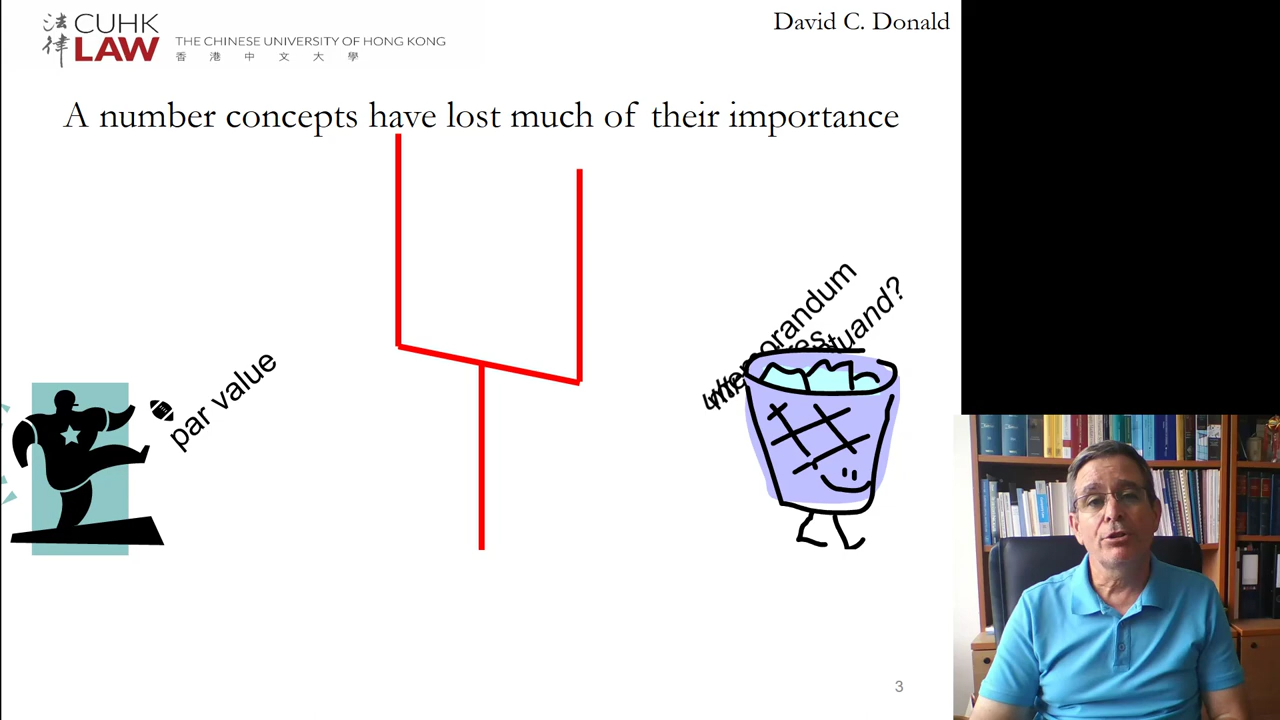 CUHK
法律
LAW
THE CHINESE UNIVERSITY OF HONG KONG
香港中文大學
David C. Donald
A number concepts have lost much of their importance
par value
and?
3